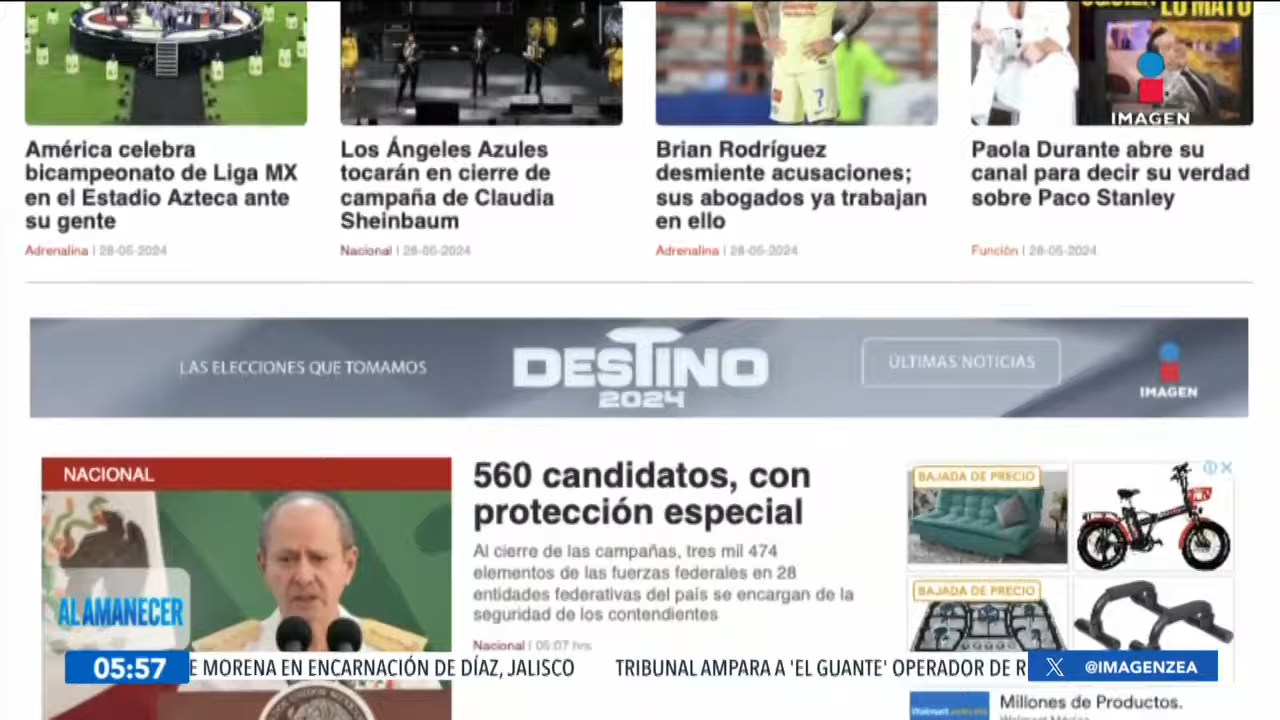 LO MATO
IMAGEN
América celebra
bicampeonato de Liga MX
en el Estadio Azteca ante
su gente
Adrenalina | 28-05-2024
Los Ángeles Azules
tocarán en cierre de
campaña de Claudia
Sheinbaum
Nacional | 28-05-2024
Brian Rodríguez
desmiente acusaciones;
sus abogados ya trabajan
en ello
Adrenalina | 28-05-2024
Paola Durante abre su
canal para decir su verdad
sobre Paco Stanley
Función | 28-05-2024
LAS ELECCIONES QUE TOMAMOS
DESTINO
2024
ÚLTIMAS NOTICIAS
IMAGEN
NACIONAL
560 candidatos, con
protección especial
Al cierre de las campañas, tres mil 474
elementos de las fuerzas federales en 28
entidades federativas del país se encargan de la
seguridad de los contendientes
Nacional | 05:07 hrs
BAJADA DE PRECIO
BAJADA DE PRECIO
AL AMANECER
05:57
E MORENA EN ENCARNACIÓN DE DÍAZ, JALISCO TRIBUNAL AMPARA A 'EL GUANTE' OPERADOR DE R
X @IMAGENZEA
7
Millones de Productos.